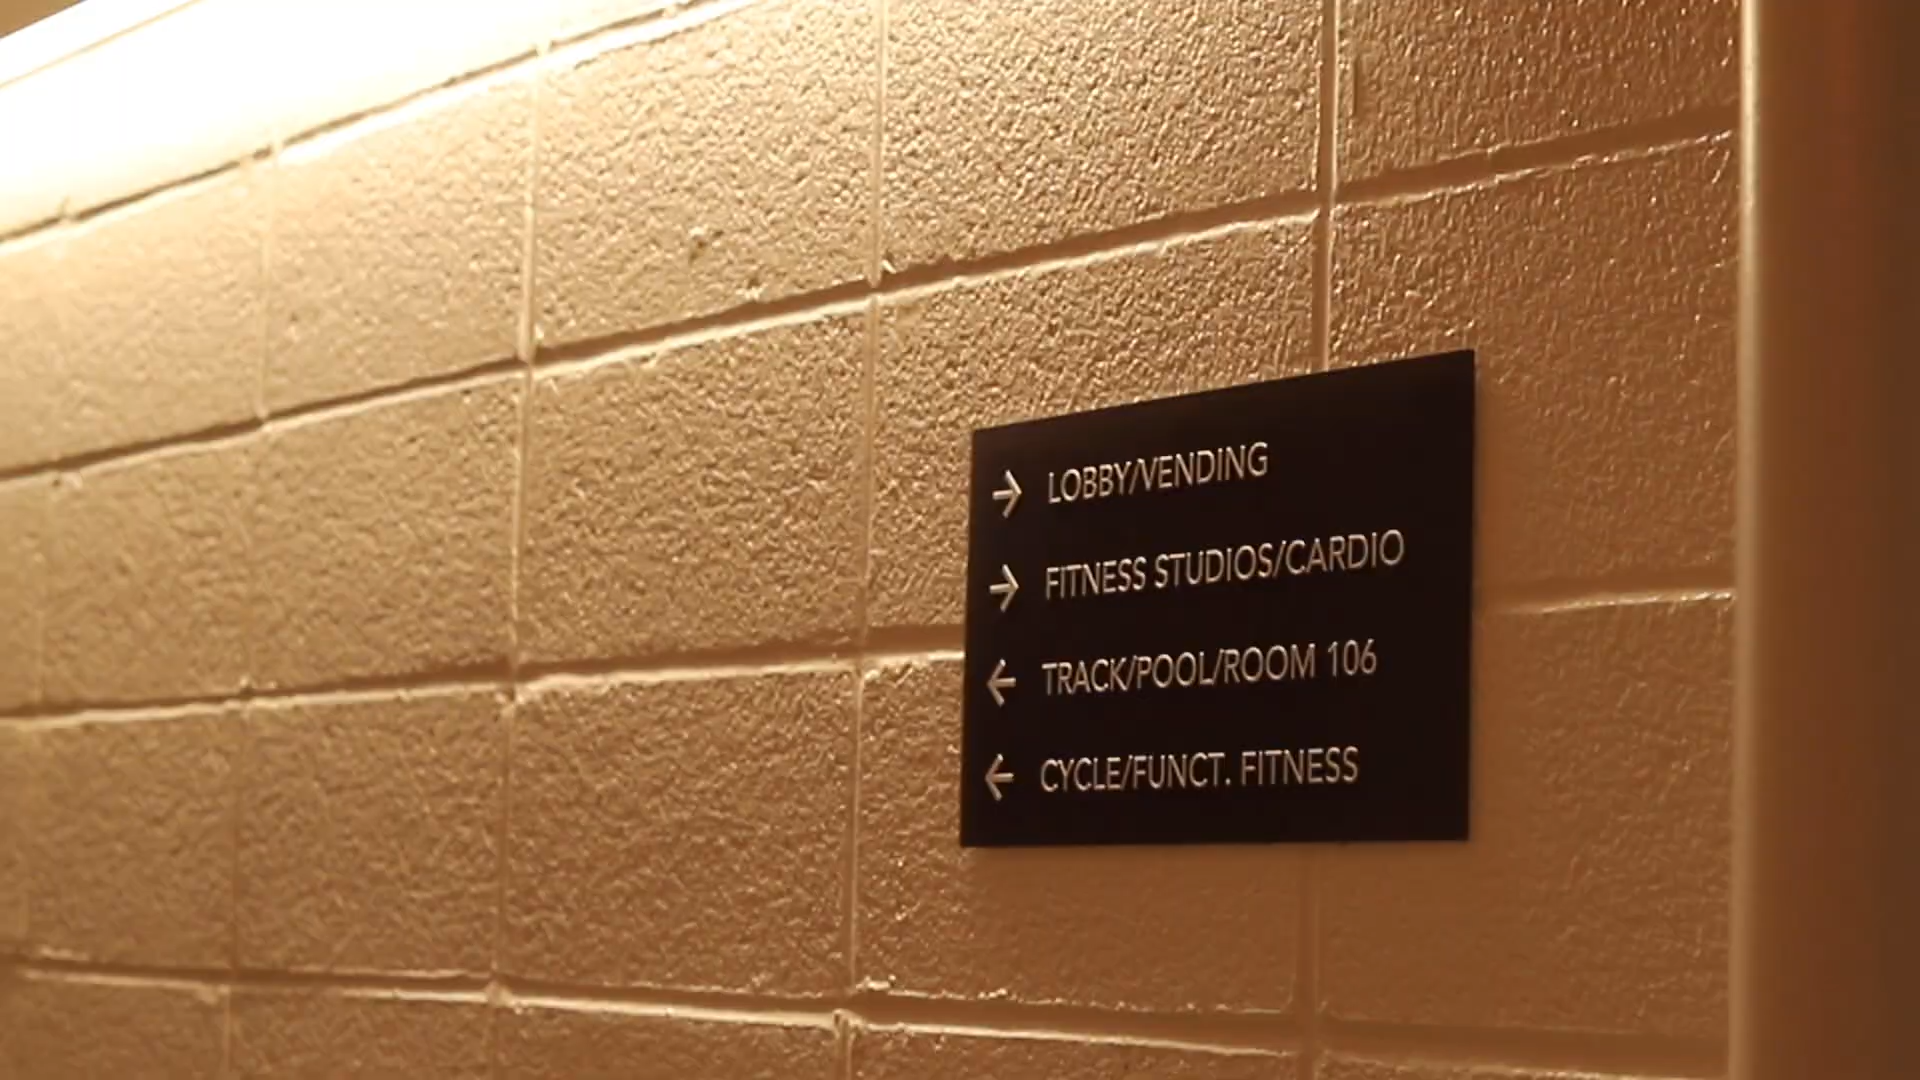 → LOBBY/VENDING
→ FITNESS STUDIOS/CARDIO
← TRACK/POOL/ROOM 106
← CYCLE/FUNCT. FITNESS